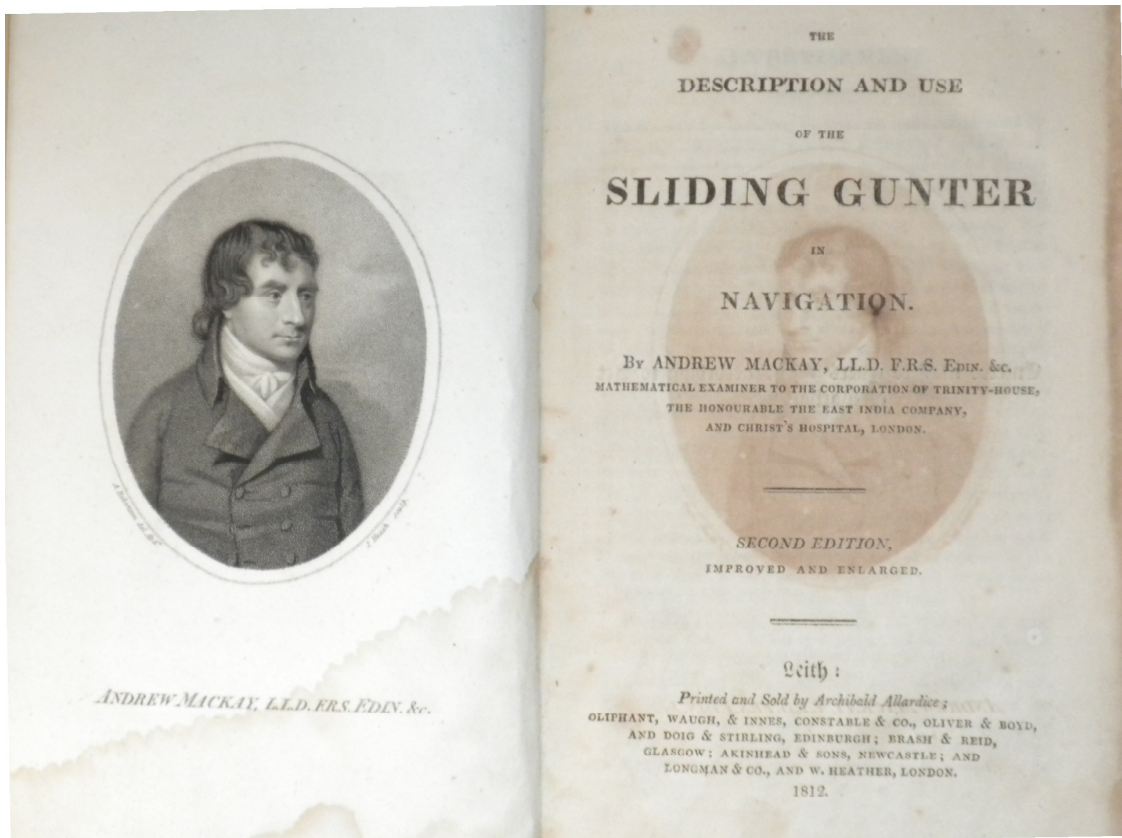 ANDREW MACKAY, LL.D. FRS. EDIN. &c.
THE
DESCRIPTION AND USE
OF THE
SLIDING GUNTER
IN
NAVIGATION.
By ANDREW MACKAY, LL.D. F.R.S. EDIN. &c.
MATHEMATICAL EXAMINER TO THE CORPORATION OF TRINITY-HOUSE,
THE HONOURABLE THE EAST INDIA COMPANY,
AND CHRIST'S HOSPITAL, LONDON.
SECOND EDITION,
IMPROVED AND ENLARGED.
Leith:
Printed and Sold by Archibald Allardice;
OLIPHANT, WAUGH, & INNES, CONSTABLE & CO., OLIVER & BOYD,
AND DOIG & STIRLING, EDINBURGH; BRASH & REID,
GLASGOW; AKINHEAD & SONS, NEWCASTLE; AND
LONGMAN & CO., AND W. HEATHER, LONDON.
1812.